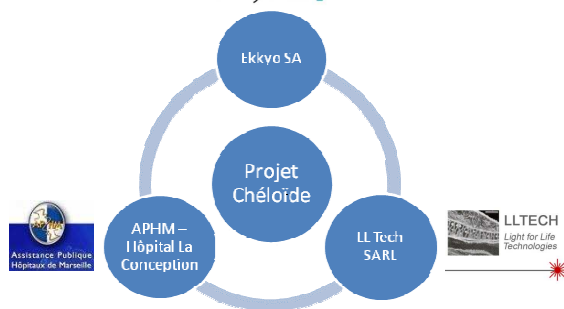 Ekkyo SA
Projet
Chéloïde
APHM –
Hôpital La
Conception
LL Tech
SARL
Assistance Publique
Hôpitaux de Marseille
LLTECH
Light for Life
Technologies